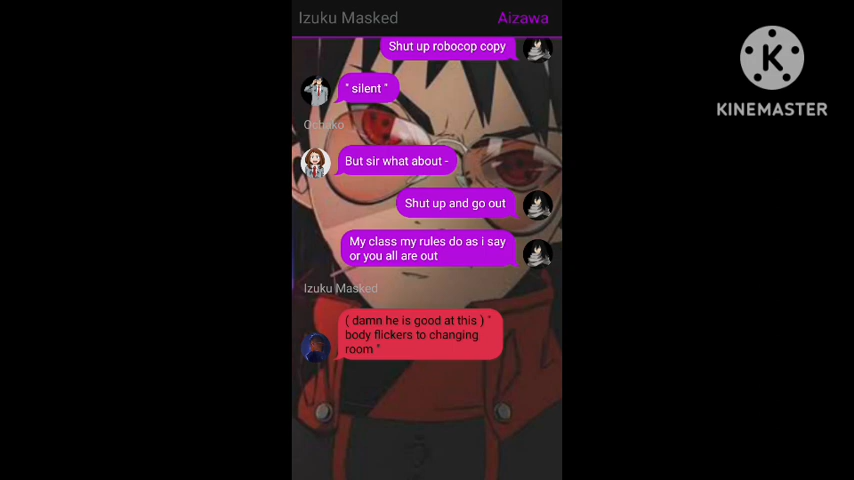 Izuku Masked
Aizawa
Shut up robocop copy
" silent "
Ochako
But sir what about -
Shut up and go out
My class my rules do as i say
or you all are out
Izuku Masked
( damn he is good at this ) "
body flickers to changing
room "
KINEMASTER